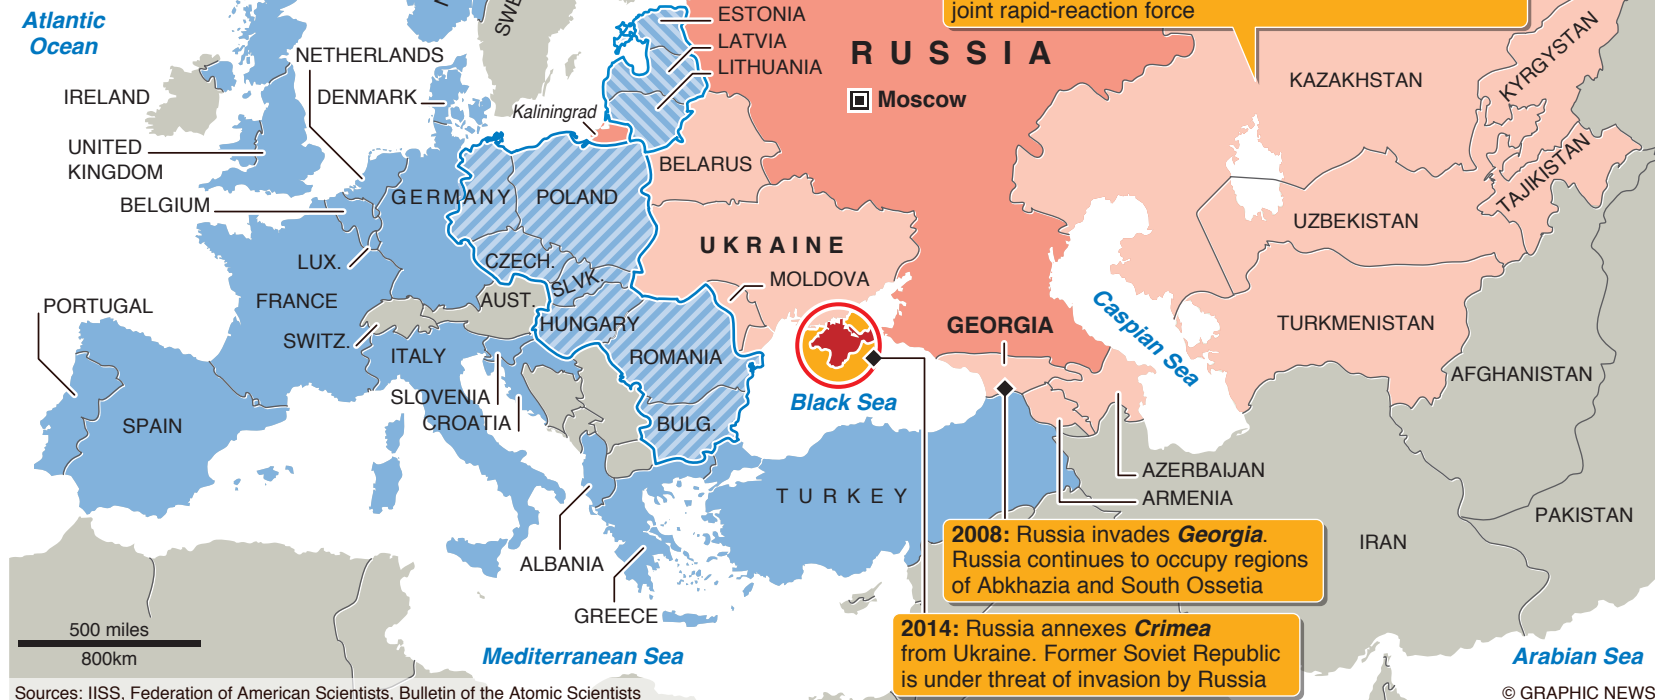 joint rapid-reaction force
Atlantic
Ocean
SWE
ESTONIA
LATVIA
LITHUANIA
RUSSIA
Moscow
KAZAKHSTAN
KYRGYSTAN
TAJIKISTAN
NETHERLANDS
IRELAND
DENMARK
Kaliningrad
UNITED
KINGDOM
BELGIUM
GERMANY
POLAND
BELARUS
UZBEKISTAN
UKRAINE
MOLDOVA
LUX.
CZECH.
SLVK.
FRANCE
AUST.
PORTUGAL
SWITZ.
HUNGARY
ITALY
ROMANIA
GEORGIA
Caspian Sea
TURKMENISTAN
AFGHANISTAN
SLOVENIA
CROATIA
SPAIN
BULG.
Black Sea
AZERBAIJAN
ARMENIA
TURKEY
PAKISTAN
IRAN
ALBANIA
GREECE
2008: Russia invades Georgia.
Russia continues to occupy regions
of Abkhazia and South Ossetia
2014: Russia annexes Crimea
from Ukraine. Former Soviet Republic
is under threat of invasion by Russia
500 miles
800km
Mediterranean Sea
Arabian Sea
Sources: IISS, Federation of American Scientists, Bulletin of the Atomic Scientists
© GRAPHIC NEWS